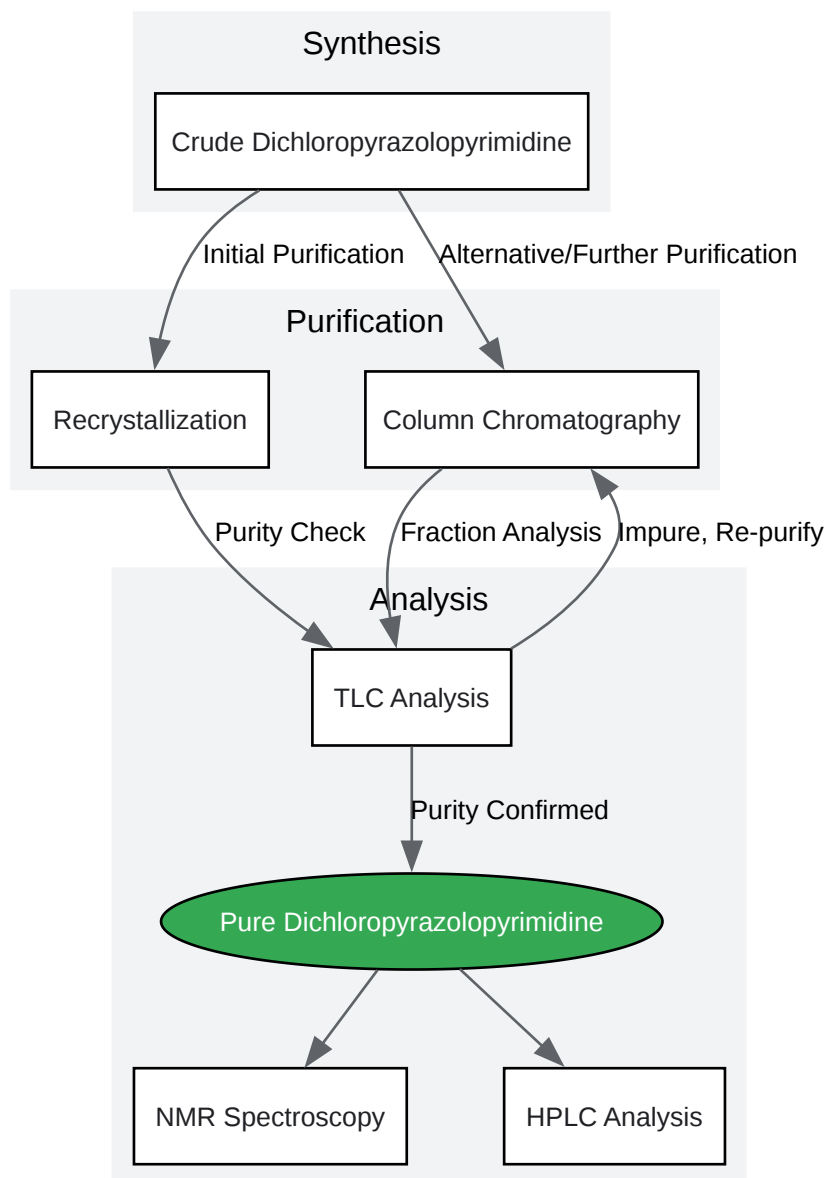 Synthesis
Crude Dichloropyrazolopyrimidine
Initial Purification
Alternative/Further Purification
Purification
Recrystallization
Column Chromatography
Purity Check
Fraction Analysis
Impure, Re-purify
Analysis
TLC Analysis
Purity Confirmed
Pure Dichloropyrazolopyrimidine
NMR Spectroscopy
HPLC Analysis